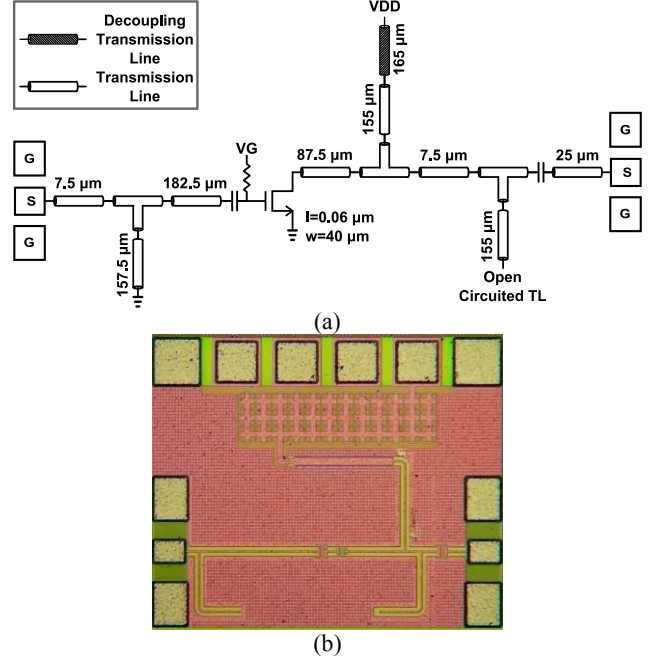 Decoupling
Transmission
Line
Transmission
Line
VDD
165 µm
155 µm
G
S
G
7.5 µm
182.5 µm
VG
87.5 µm
7.5 µm
25 µm
G
S
G
l=0.06 µm
w=40 µm
157.5 µm
155 µm
Open
Circuited TL
(a)
(b)